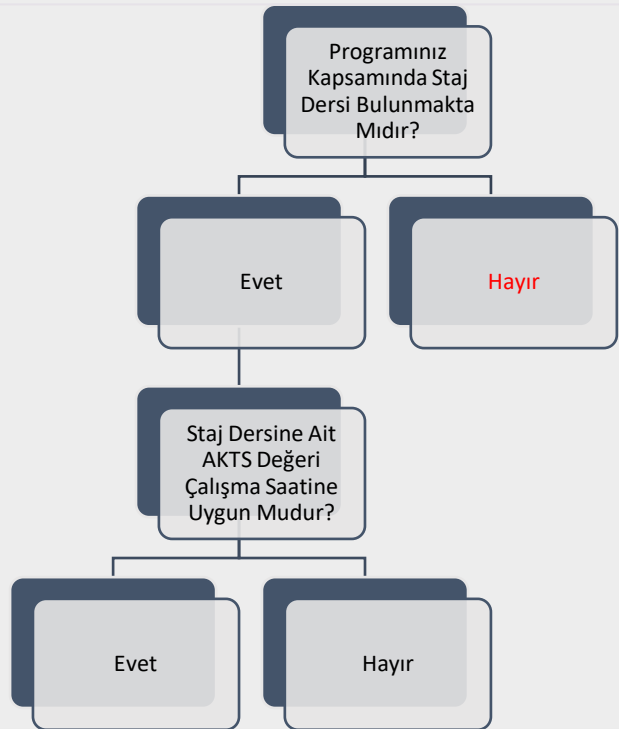 Programınız
Kapsamında Staj
Dersi Bulunmakta
Mıdır?
Evet
Hayır
Staj Dersine Ait
AKTS Değeri
Çalışma Saatine
Uygun Mudur?
Evet
Hayır